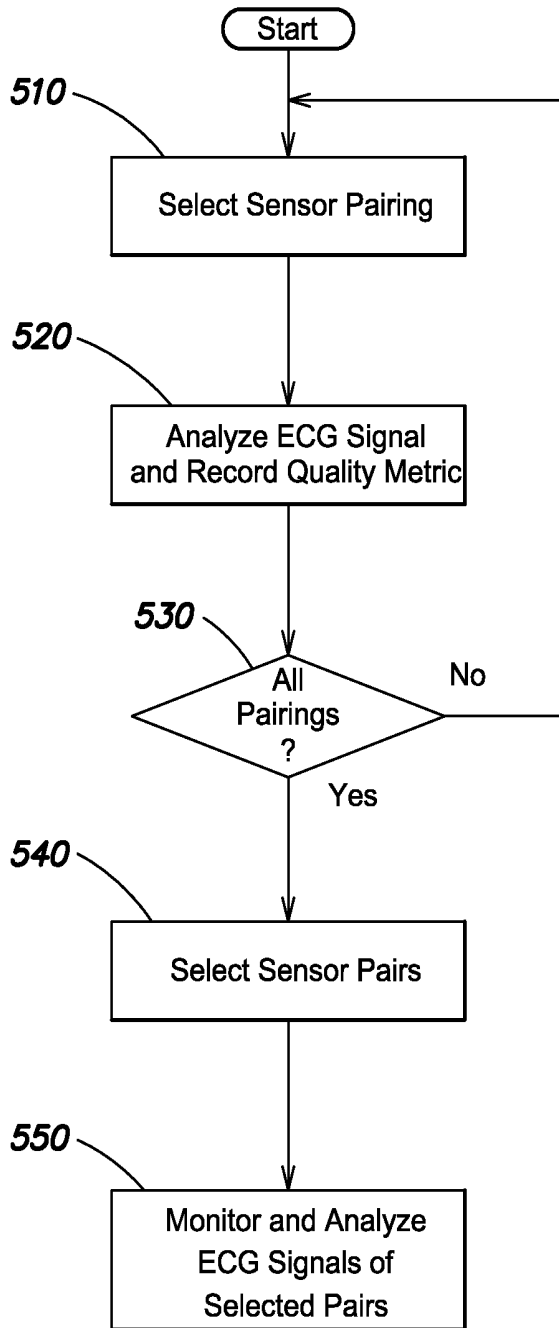 Start
510
Select Sensor Pairing
520
Analyze ECG Signal
and Record Quality Metric
530
All
Pairings
?
No
Yes
540
Select Sensor Pairs
550
Monitor and Analyze
ECG Signals of
Selected Pairs